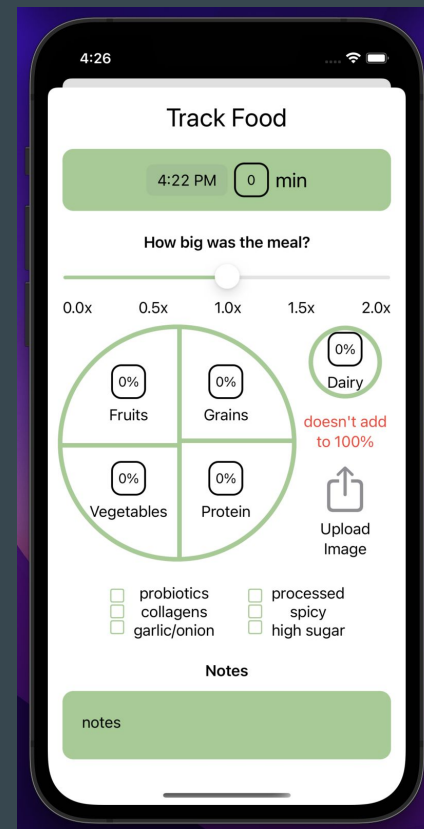 4:26
Track Food
4:22 PM 0 min
How big was the meal?
0.0x 0.5x 1.0x 1.5x 2.0x
0% 0% 0%
Fruits Grains Dairy
doesn't add
to 100%
0% 0%
Vegetables Protein
Upload
Image
probiotics processed
collagens spicy
garlic/onion high sugar
Notes
notes